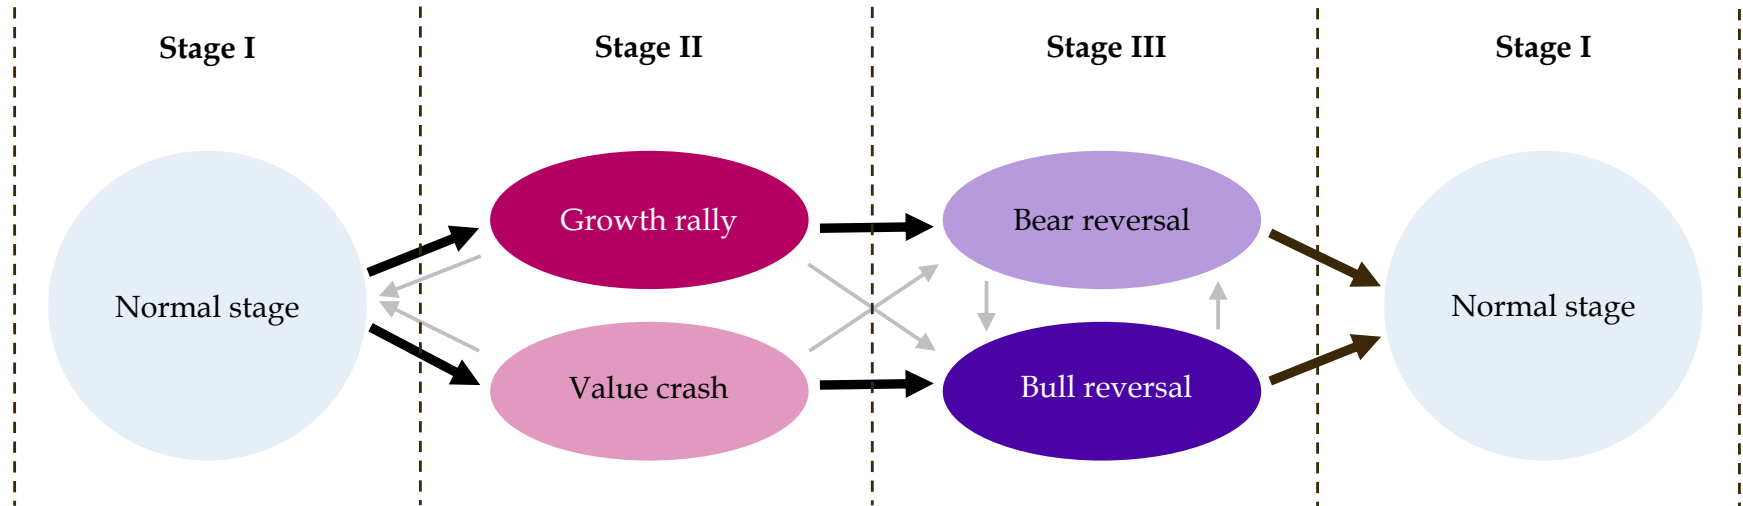 Stage I
Stage II
Stage III
Stage I
Normal stage
Growth rally
Value crash
Bear reversal
Bull reversal
Normal stage